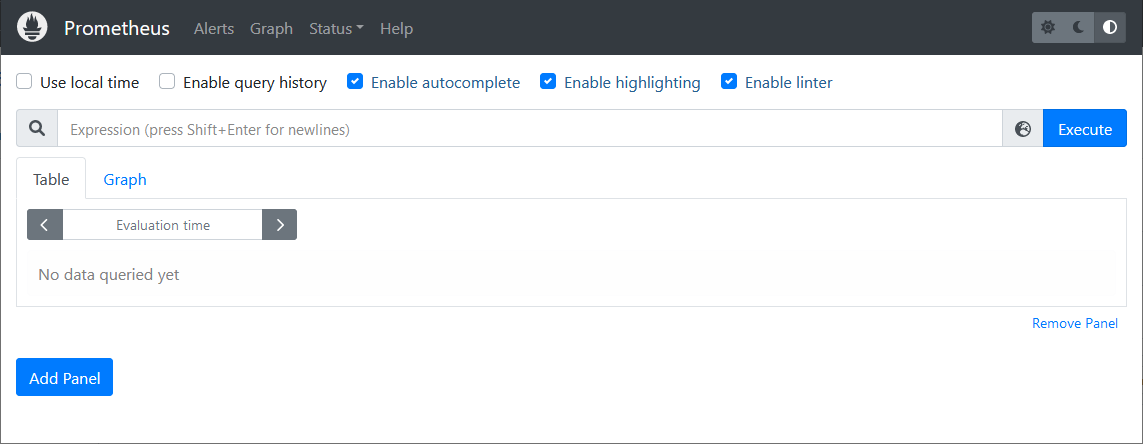 Prometheus Alerts Graph Status Help
Use local time Enable query history Enable autocomplete Enable highlighting Enable linter
Expression (press Shift+Enter for newlines) Execute
Table Graph
Evaluation time
No data queried yet
Remove Panel
Add Panel